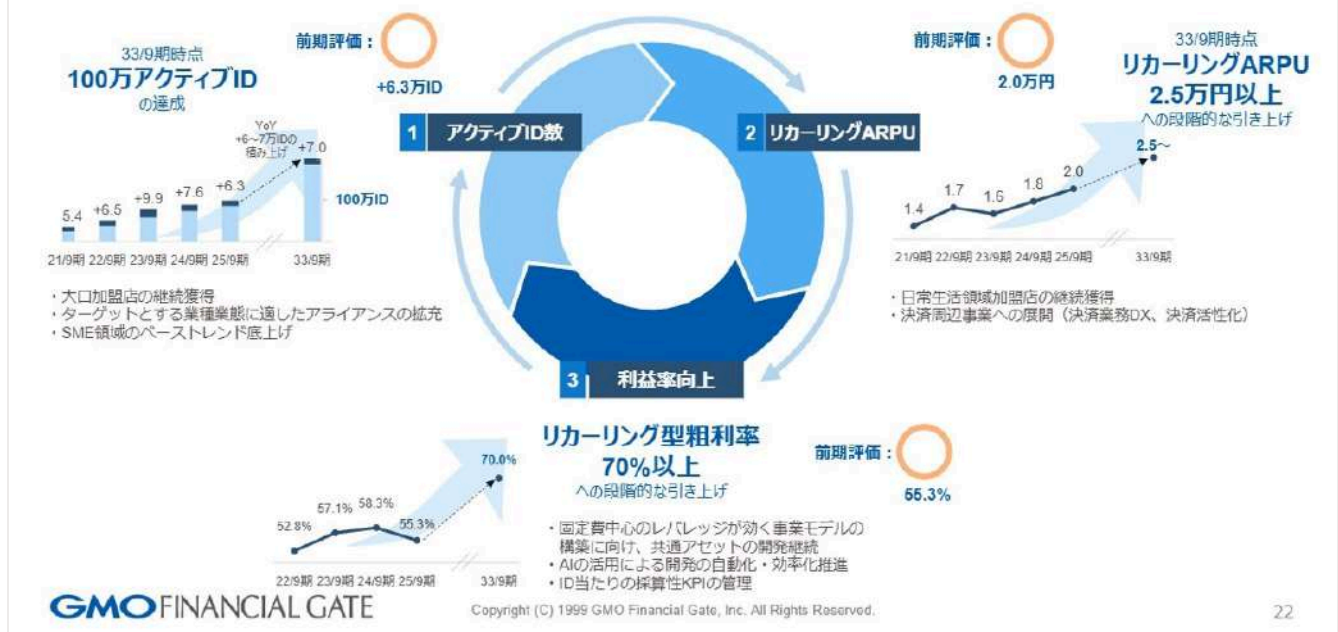 33/9期時点
100万アクティブID
の達成
前期評価：
+6.3万ID
1 アクティブID数
YoY
+6～7万IDの
積み上げ
5.4
+6.5
+9.9
+7.6
+6.3
+7.0
100万ID
21/9期 22/9期 23/9期 24/9期 25/9期 33/9期
・大口加盟店の継続獲得
・ターゲットとする業種業態に適したアライアンスの拡充
・SME領域のベーストレンド底上げ
前期評価：
2.0万円
2 リカーリングARPU
33/9期時点
リカーリングARPU
2.5万円以上
への段階的な引き上げ
1.4
1.7
1.6
1.8
2.0
2.5～
21/9期 22/9期 23/9期 24/9期 25/9期 33/9期
・日常生活領域加盟店の継続獲得
・決済周辺事業への展開（決済業務DX、決済活性化）
3 利益率向上
リカーリング型粗利率
70%以上
への段階的な引き上げ
前期評価：
55.3%
52.8%
57.1%
58.3%
55.3%
70.0%
22/9期 23/9期 24/9期 25/9期 33/9期
・固定費中心のレバレッジが効く事業モデルの
構築に向け、共通アセットの開発継続
・AIの活用による開発の自動化・効率化推進
・ID当たりの採算性KPIの管理
GMO FINANCIAL GATE
Copyright (C) 1999 GMO Financial Gate, Inc. All Rights Reserved.
22